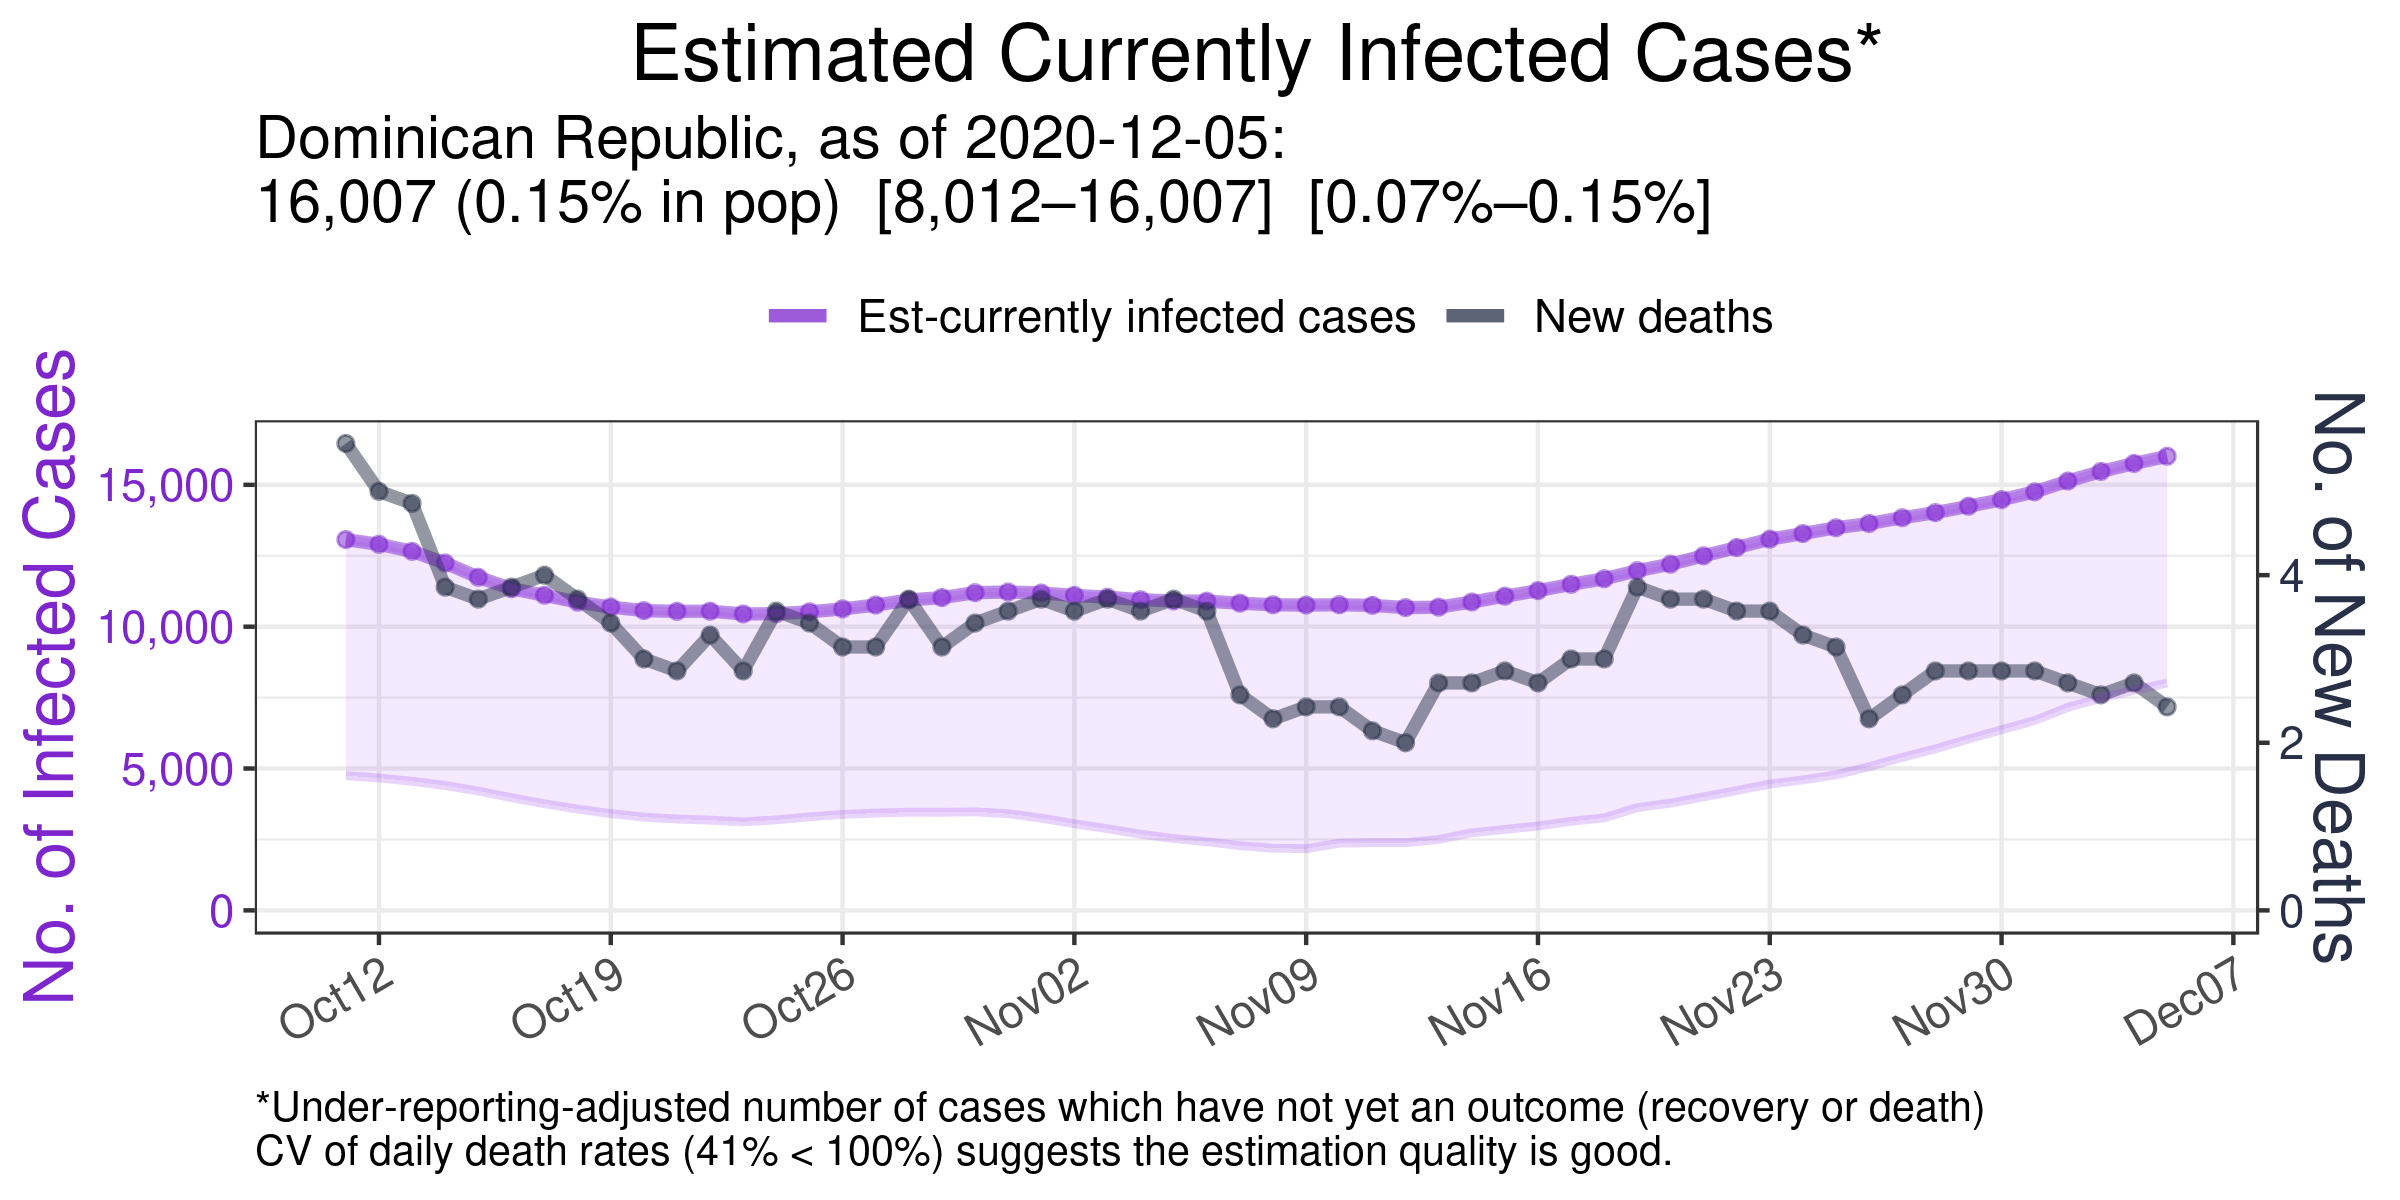 Estimated Currently Infected Cases*
Dominican Republic, as of 2020-12-05:
16,007 (0.15% in pop)  [8,012–16,007]  [0.07%–0.15%]
Est-currently infected cases
New deaths
No. of Infected Cases
15,000
10,000
5,000
0
4
2
0
No. of New Deaths
Oct12
Oct19
Oct26
Nov02
Nov09
Nov16
Nov23
Nov30
Dec07
*Under-reporting-adjusted number of cases which have not yet an outcome (recovery or death)
CV of daily death rates (41% < 100%) suggests the estimation quality is good.